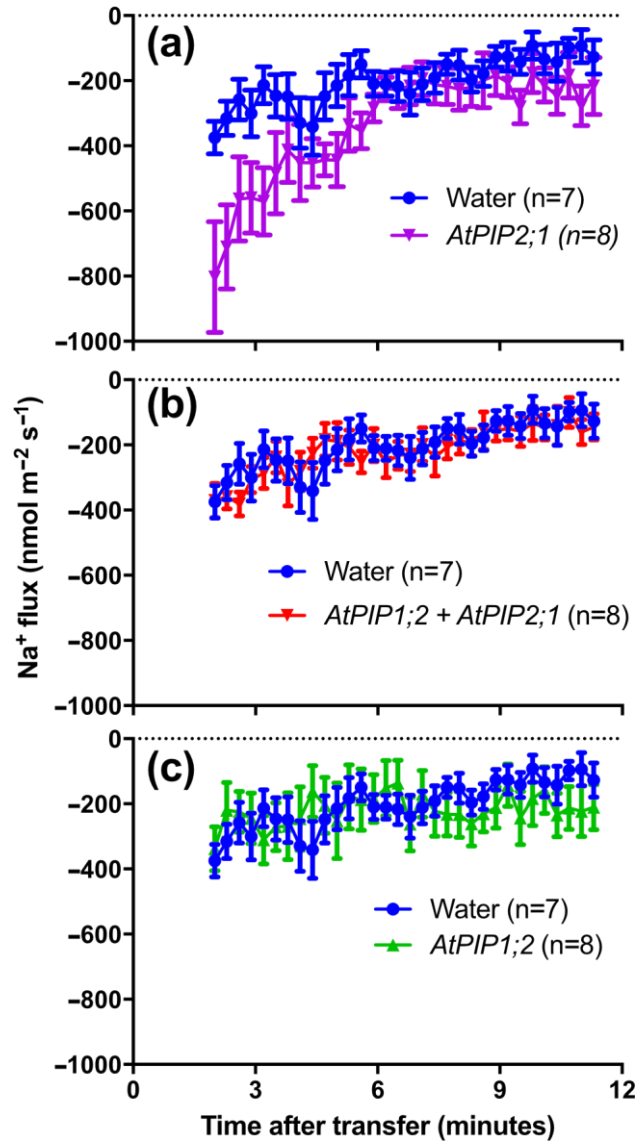 (a)
0
−200
−400
−600
−800
−1000
Water (n=7)
AtPIP2;1 (n=8)
(b)
0
−200
−400
−600
−800
−1000
Water (n=7)
AtPIP1;2 + AtPIP2;1 (n=8)
Na⁺ flux (nmol m⁻² s⁻¹)
(c)
0
−200
−400
−600
−800
−1000
Water (n=7)
AtPIP1;2 (n=8)
0 3 6 9 12
Time after transfer (minutes)